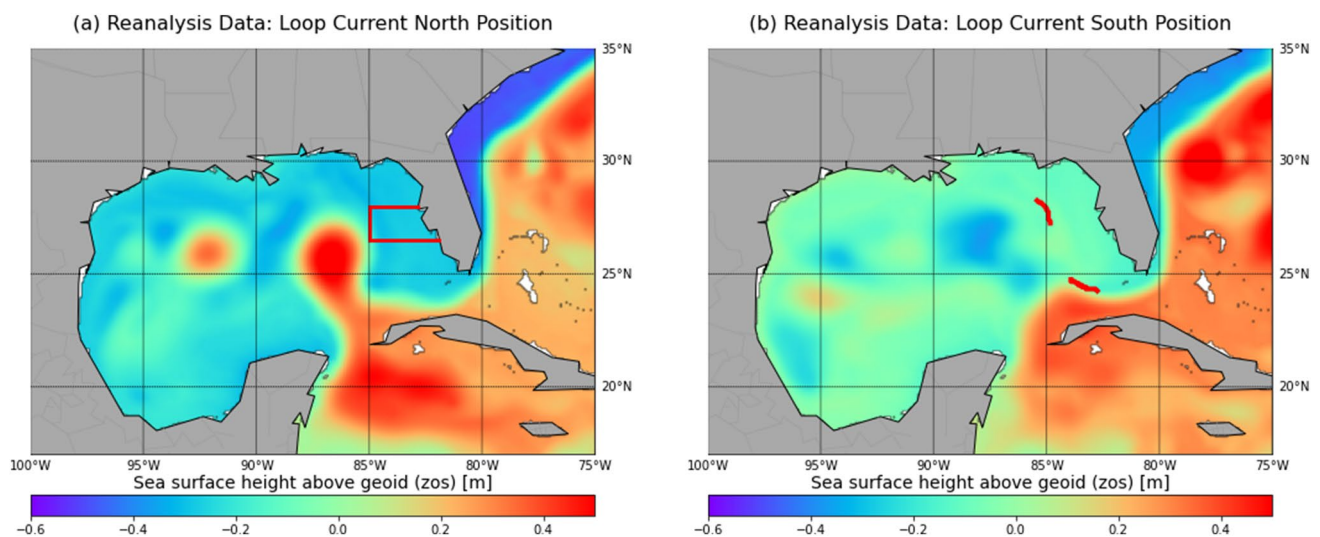 (a) Reanalysis Data: Loop Current North Position
35°N
30°N
25°N
20°N
100°W 95°W 90°W 85°W 80°W 75°W
Sea surface height above geoid (zos) [m]
−0.6 −0.4 −0.2 0.0 0.2 0.4
(b) Reanalysis Data: Loop Current South Position
35°N
30°N
25°N
20°N
100°W 95°W 90°W 85°W 80°W 75°W
Sea surface height above geoid (zos) [m]
−0.6 −0.4 −0.2 0.0 0.2 0.4